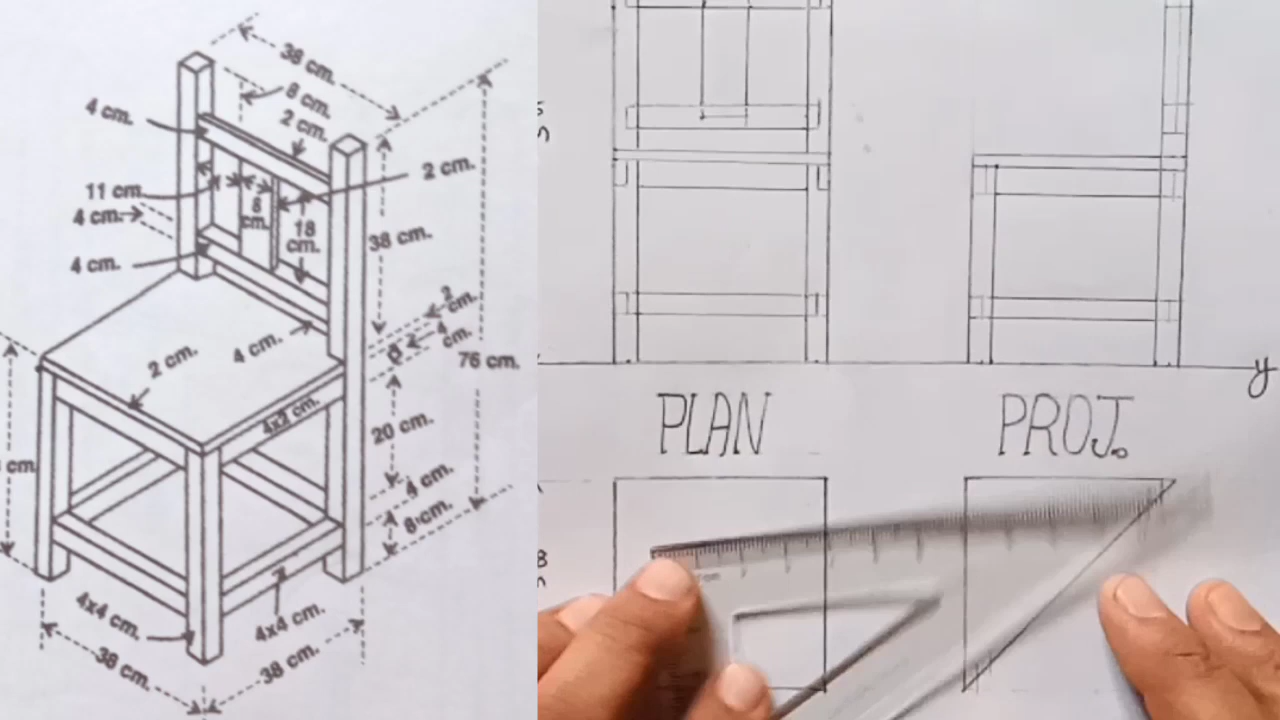 38 cm.
8 cm.
4 cm.
2 cm.
2 cm.
11 cm.
8
cm.
18
cm.
4 cm.
38 cm.
4 cm.
2
cm.
4 cm.
4
cm.
2 cm.
76 cm.
4x2 cm.
20 cm.
cm.
4 cm.
8 cm.
4x4 cm.
4x4 cm.
38 cm.
38 cm.
y
PLAN
PROJ.
8